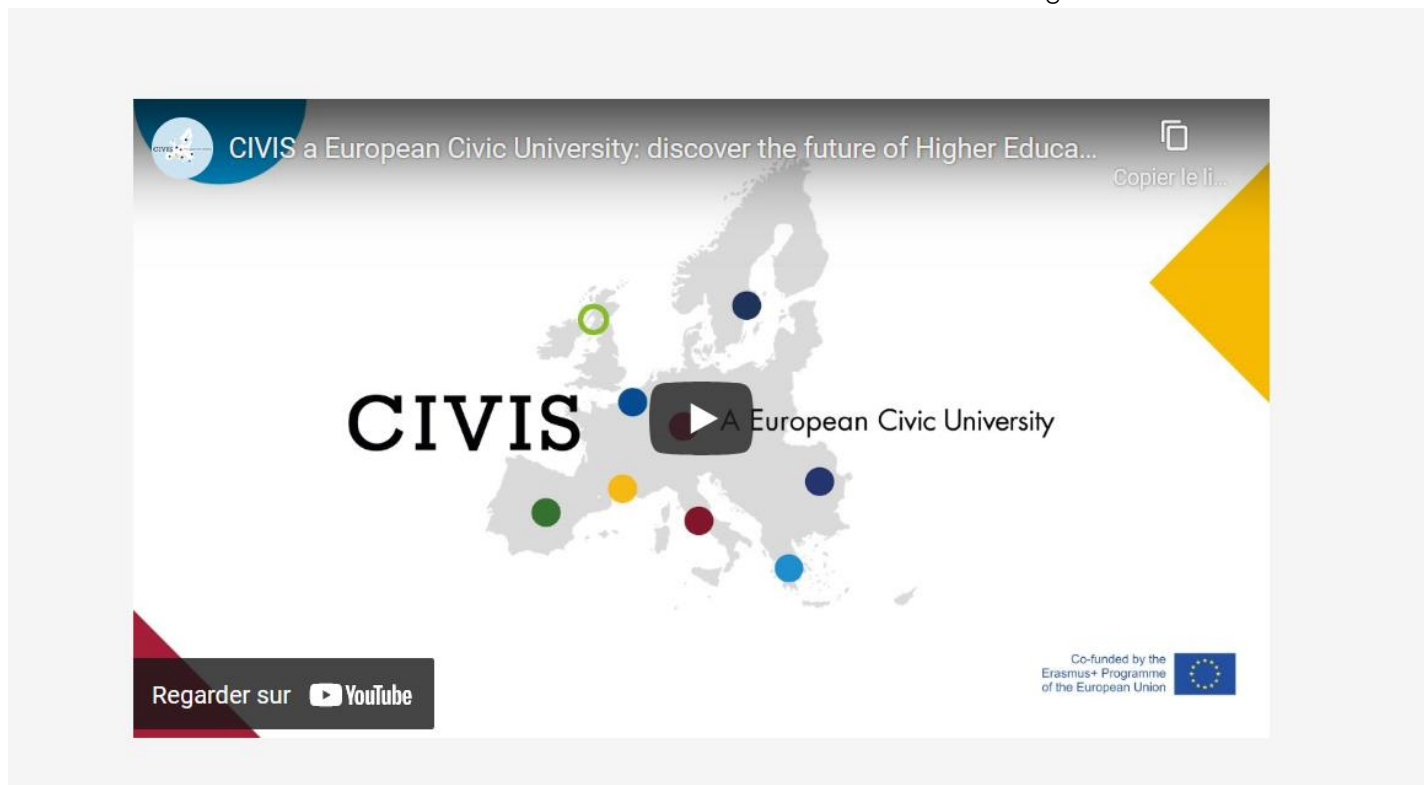 CIVIS a European Civic University: discover the future of Higher Educa...
Copier le li...
CIVIS
A European Civic University
Co-funded by the
Erasmus+ Programme
of the European Union
Regarder sur YouTube